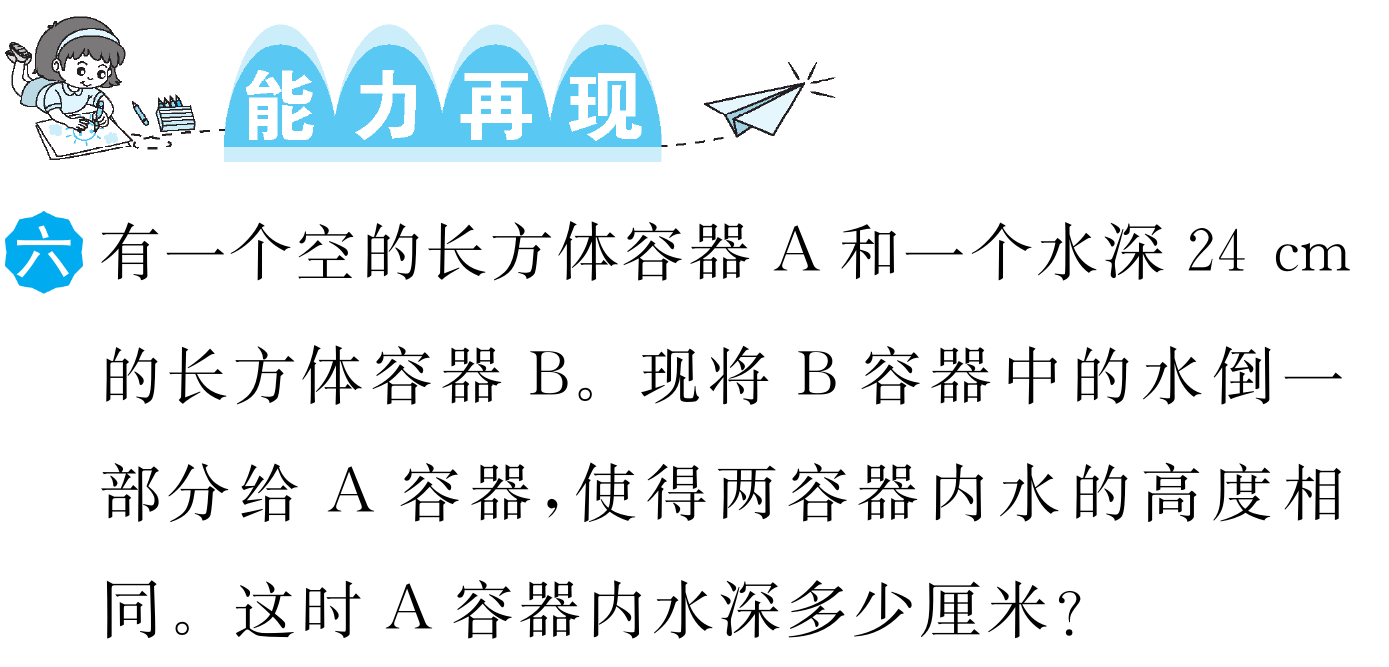 能力再现
六 有一个空的长方体容器 A 和一个水深 24 cm
的长方体容器 B。现将 B 容器中的水倒一
部分给 A 容器,使得两容器内水的高度相
同。这时 A 容器内水深多少厘米?